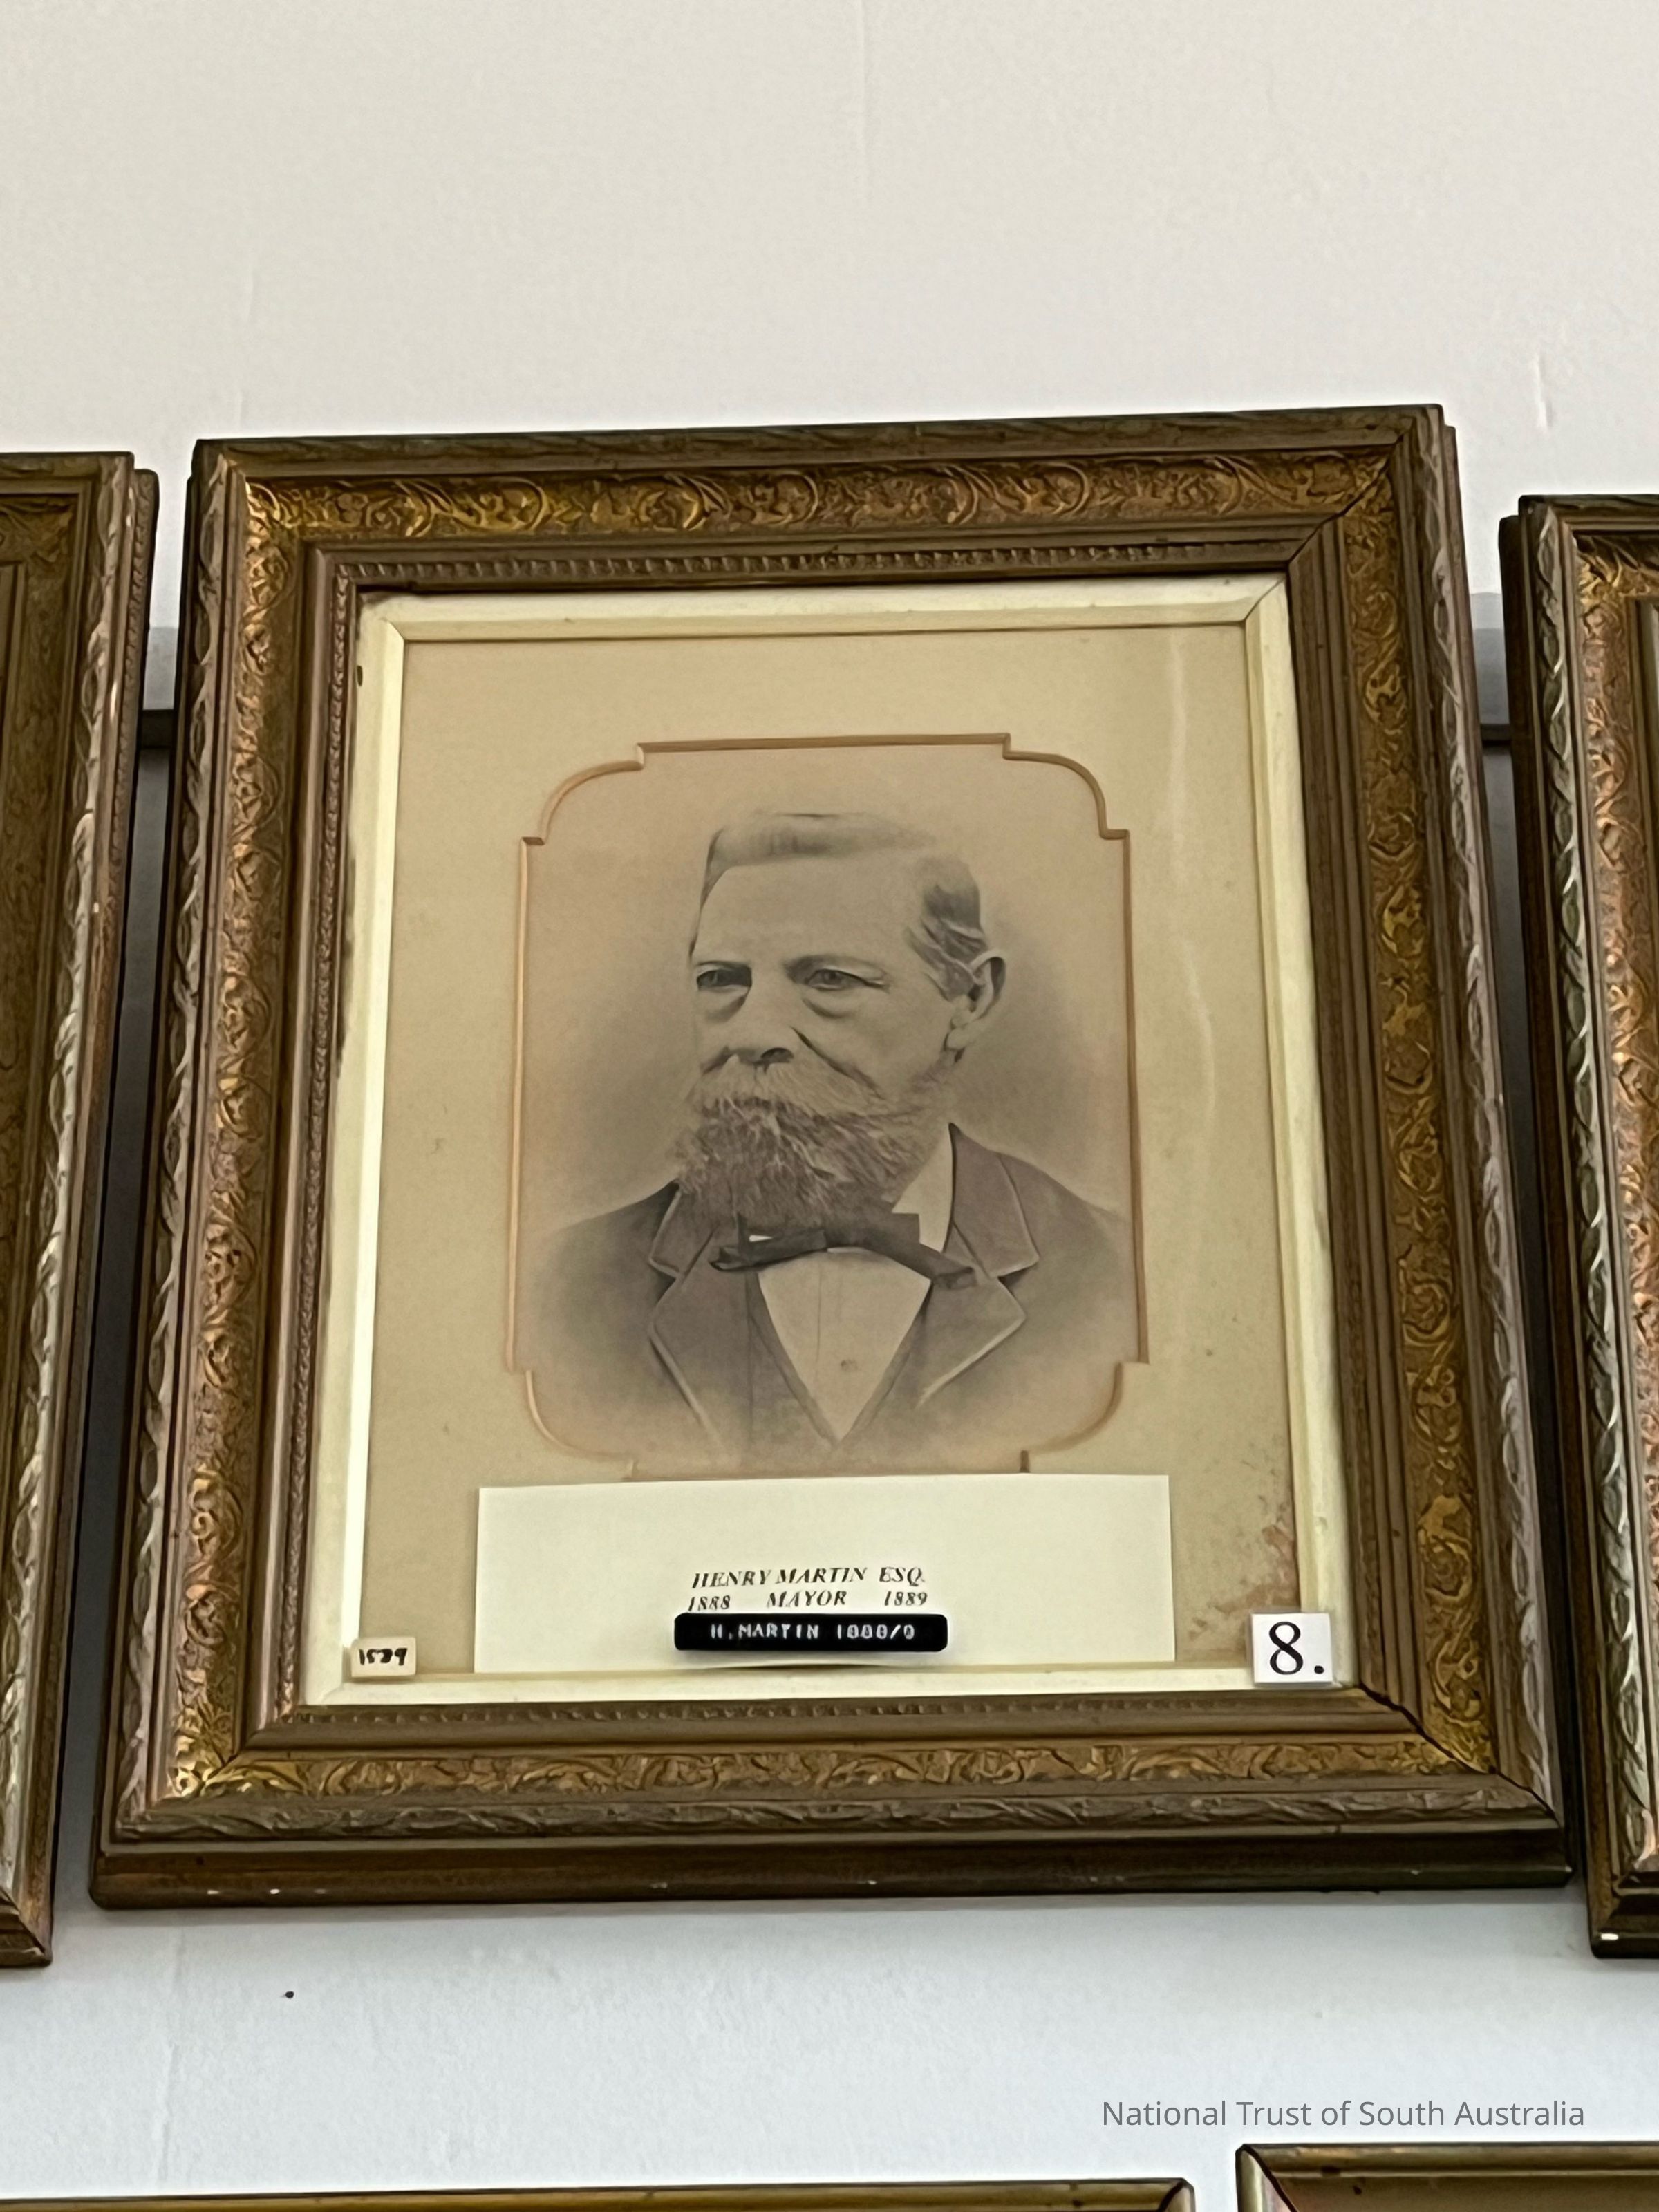 HENRY MARTIN ESQ.
1888 MAYOR 1889
H. MARTIN 1888/9
1539
8.
National Trust of South Australia